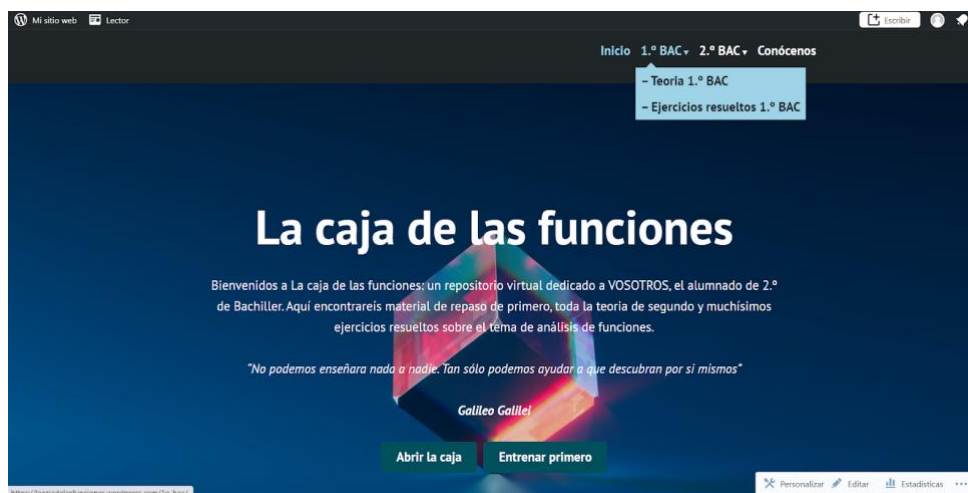 Mi sitio web Lector Escribir
Inicio 1.º BAC▾ 2.º BAC▾ Conócenos
– Teoria 1.º BAC
– Ejercicios resueltos 1.º BAC
La caja de las funciones
Bienvenidos a La caja de las funciones: un repositorio virtual dedicado a VOSOTROS, el alumnado de 2.º
de Bachiller. Aquí encontrareís material de repaso de primero, toda la teoria de segundo y muchísimos
ejercicios resueltos sobre el tema de análisis de funciones.
"No podemos enseñara nada a nadie. Tan sólo podemos ayudar a que descubran por si mismos"
Galileo Galilei
Abrir la caja Entrenar primero
Personalizar Editar Estadísticas